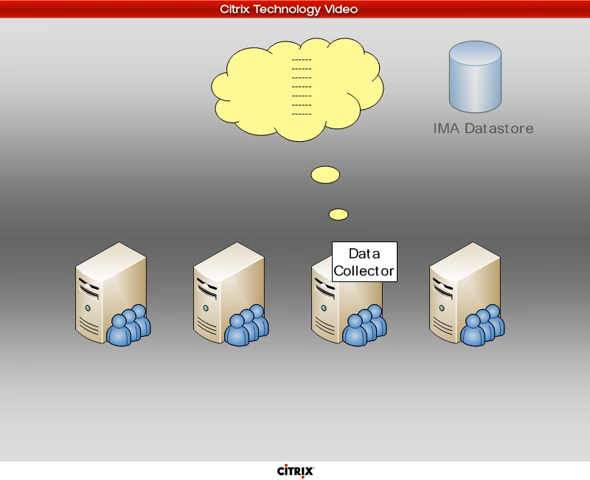 Citrix Technology Video
------
------
------
------
------
------
------
IMA Datastore
Data
Collector
CITRIX